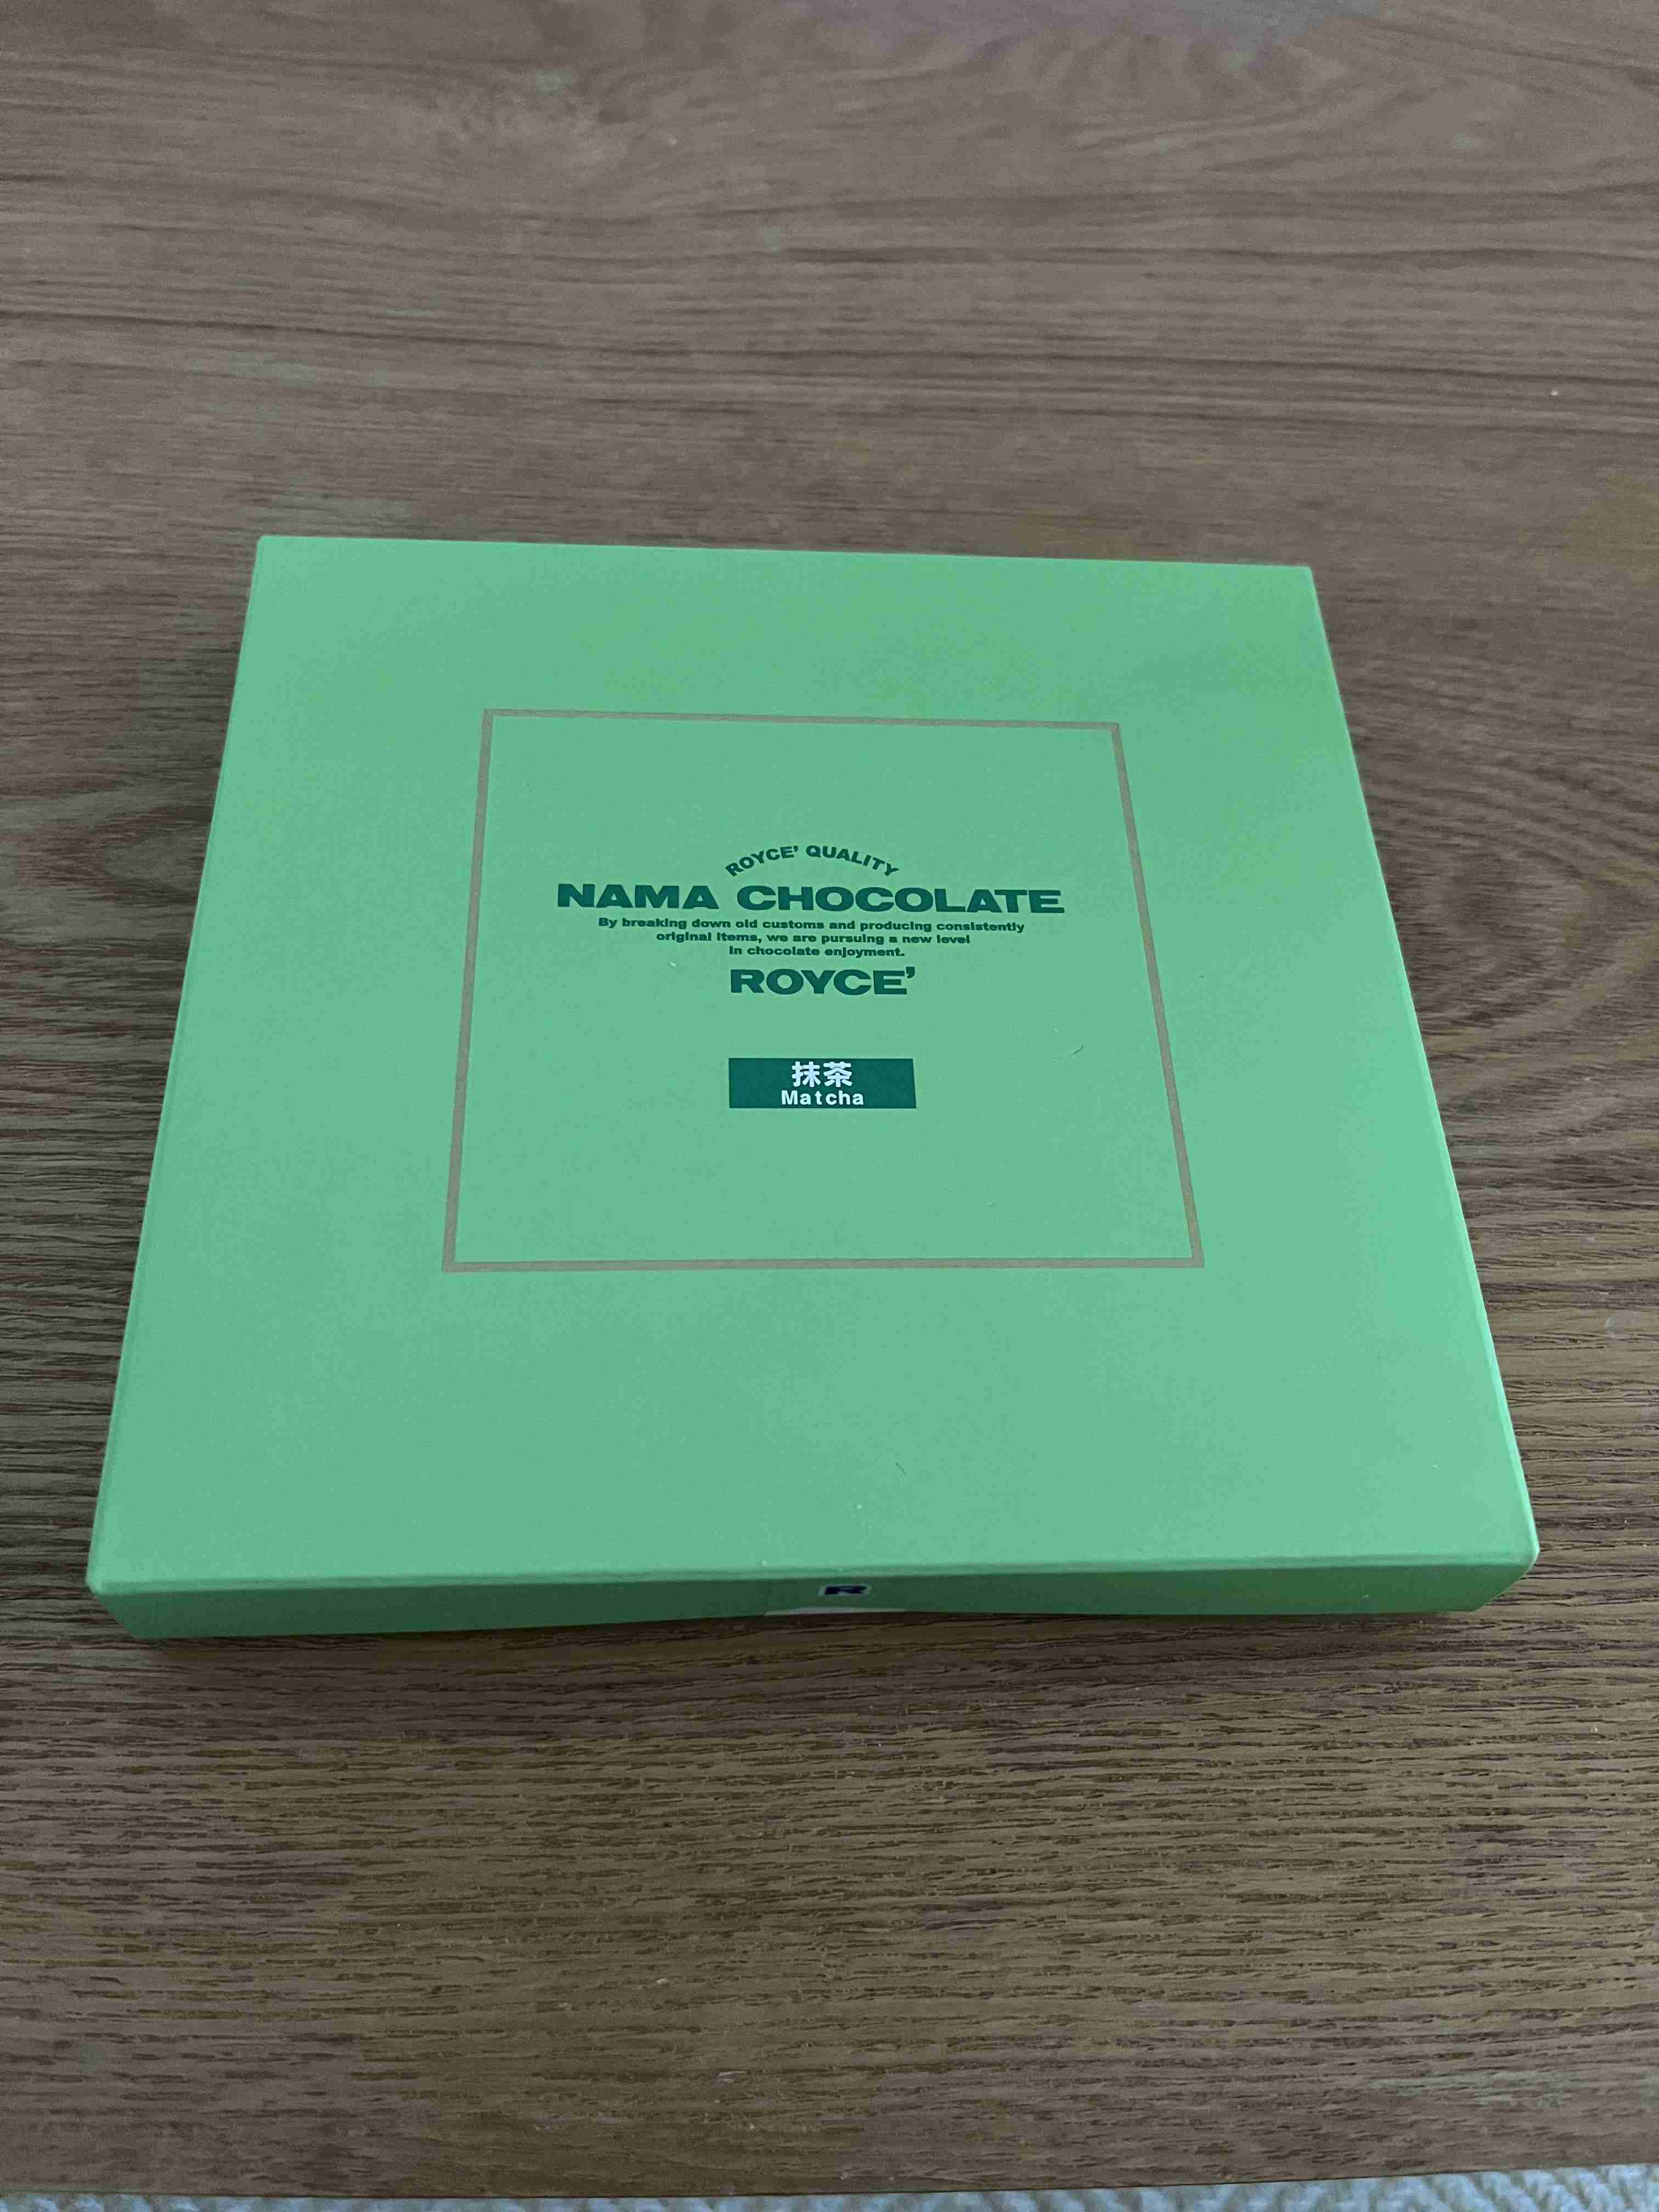 ROYCE' QUALITY
NAMA CHOCOLATE
By breaking down old customs and producing consistently
original items, we are pursuing a new level
in chocolate enjoyment.
ROYCE'
抹茶
Matcha
R